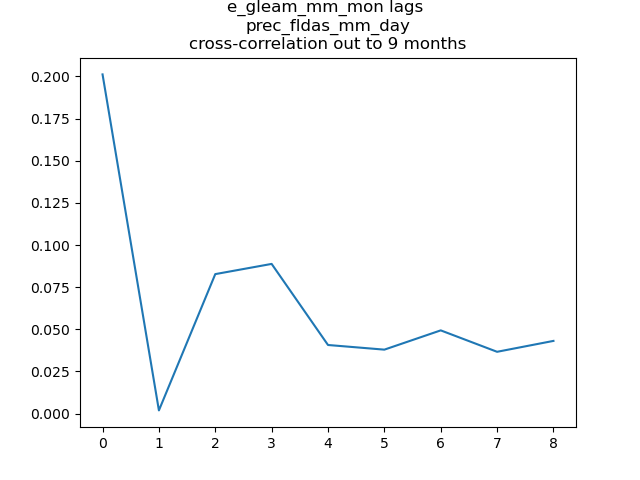 e_gleam_mm_mon lags
prec_fldas_mm_day
cross-correlation out to 9 months
0.200
0.175
0.150
0.125
0.100
0.075
0.050
0.025
0.000
0 1 2 3 4 5 6 7 8